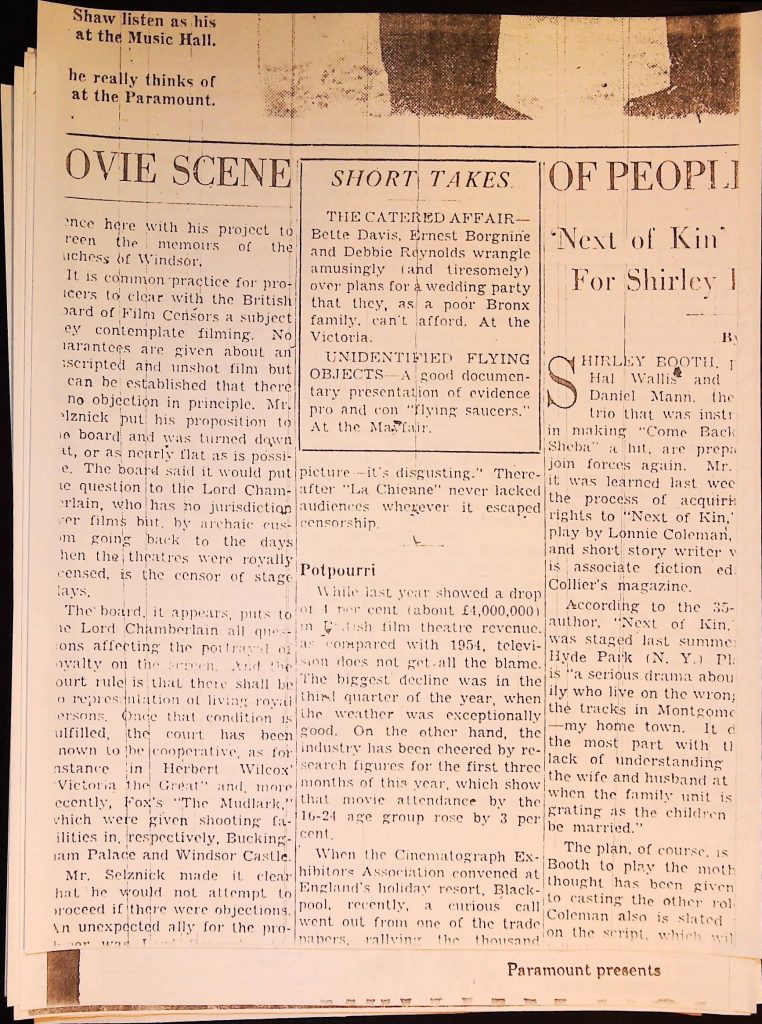 Shaw listen as his
at the Music Hall.
he really thinks of
at the Paramount.
OVIE SCENE
ence here with his project to
reen the memoirs of the
uchess of Windsor.
It is common practice for pro-
ucers to clear with the British
oard of Film Censors a subject
ey contemplate filming. No
uarantees are given about an
nscripted and unshot film but
can be established that there
no objection in principle. Mr.
elznick put his proposition to
ie board and was turned down
at, or as nearly flat as is possi-
e. The board said it would put
ie question to the Lord Cham-
erlain, who has no jurisdiction
ver films but, by archaic cus-
om going back to the days
hen the theatres were royally
censed, is the censor of stage
lays.
The board, it appears, puts to
ie Lord Chamberlain all ques-
ons affecting the portrayal of
oyalty on the screen. And the
ourt rule is that there shall be
o representation of living royal
ersons. Once that condition is
ulfilled, the court has been
nown to be cooperative, as for
nstance in Herbert Wilcox'
"Victoria the Great" and, more
ecently, Fox's "The Mudlark,"
which were given shooting fa-
ilities in, respectively, Bucking-
am Palace and Windsor Castle.
Mr. Selznick made it clear
hat he would not attempt to
roceed if there were objections.
An unexpected ally for the pro-
SHORT TAKES
THE CATERED AFFAIR—
Bette Davis, Ernest Borgnine
and Debbie Reynolds wrangle
amusingly (and tiresomely)
over plans for a wedding party
that they, as a poor Bronx
family, can't afford. At the
Victoria.
UNIDENTIFIED FLYING
OBJECTS—A good documen-
tary presentation of evidence
pro and con "flying saucers."
At the Mayfair.
picture—it's disgusting." There-
after "La Chienne" never lacked
audiences wherever it escaped
censorship.
Potpourri
While last year showed a drop
of 4 per cent (about £4,000,000)
in British film theatre revenue,
as compared with 1954, televi-
sion does not get all the blame.
The biggest decline was in the
third quarter of the year, when
the weather was exceptionally
good. On the other hand, the
industry has been cheered by re-
search figures for the first three
months of this year, which show
that movie attendance by the
16-24 age group rose by 3 per
cent.
When the Cinematograph Ex-
hibitors Association convened at
England's holiday resort, Black-
pool, recently, a curious call
went out from one of the trade
papers, rallying the thousand
OF PEOPL
'Next of Kin'
For Shirley
By
SHIRLEY BOOTH,
Hal Wallis and
Daniel Mann, the
trio that was instr
in making "Come Back
Sheba" a hit, are prepa
join forces again. Mr.
it was learned last wee
the process of acquiri
rights to "Next of Kin,"
play by Lonnie Coleman,
and short story writer w
is associate fiction ed
Collier's magazine.
According to the 35-
author, "Next of Kin,"
was staged last summe
Hyde Park (N. Y.) Pl
is "a serious drama abou
ily who live on the wrong
the tracks in Montgome
—my home town. It d
the most part with th
lack of understanding
the wife and husband at
when the family unit is
grating as the children
be married."
The plan, of course, is
Booth to play the moth
thought has been given
to casting the other rol
Coleman also is slated
on the script, which wil
Paramount presents